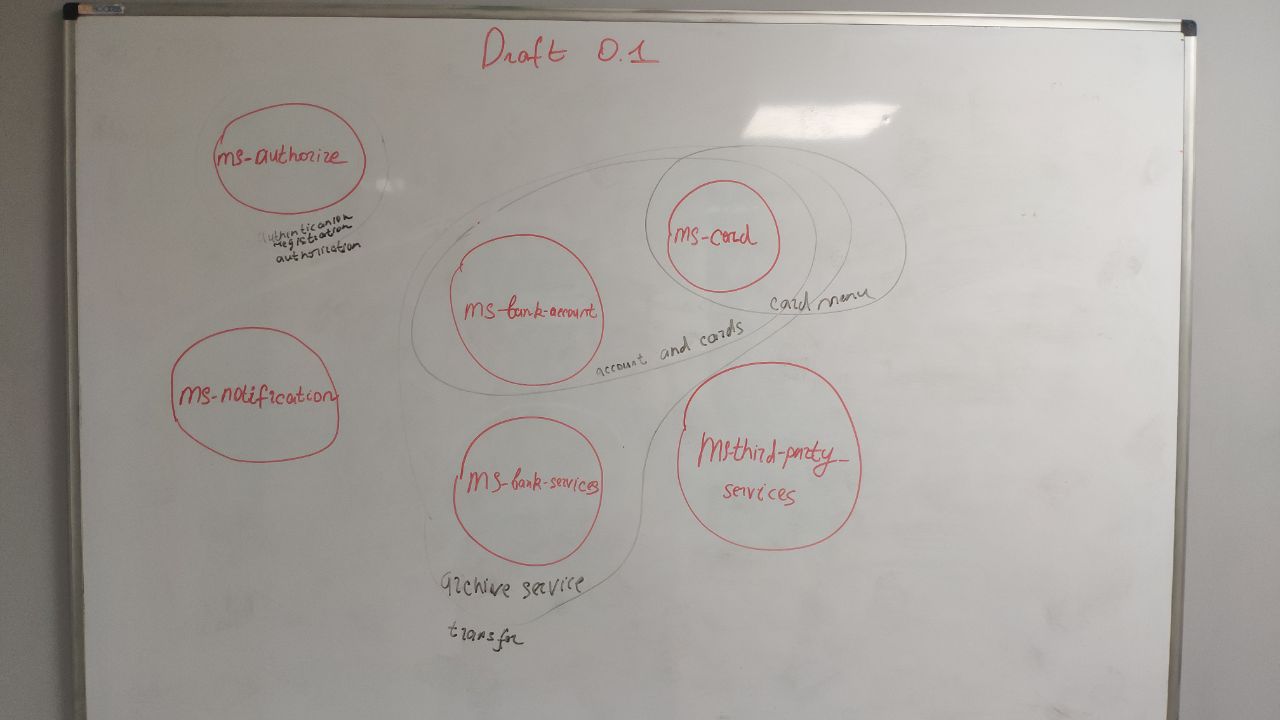 Draft 0.1
ms-authorize
authentication
registration
authorization
ms-card
card menu
ms-bank-account
account and cards
ms-notification
ms-third-party-
services
ms-bank-services
archive service
transfer